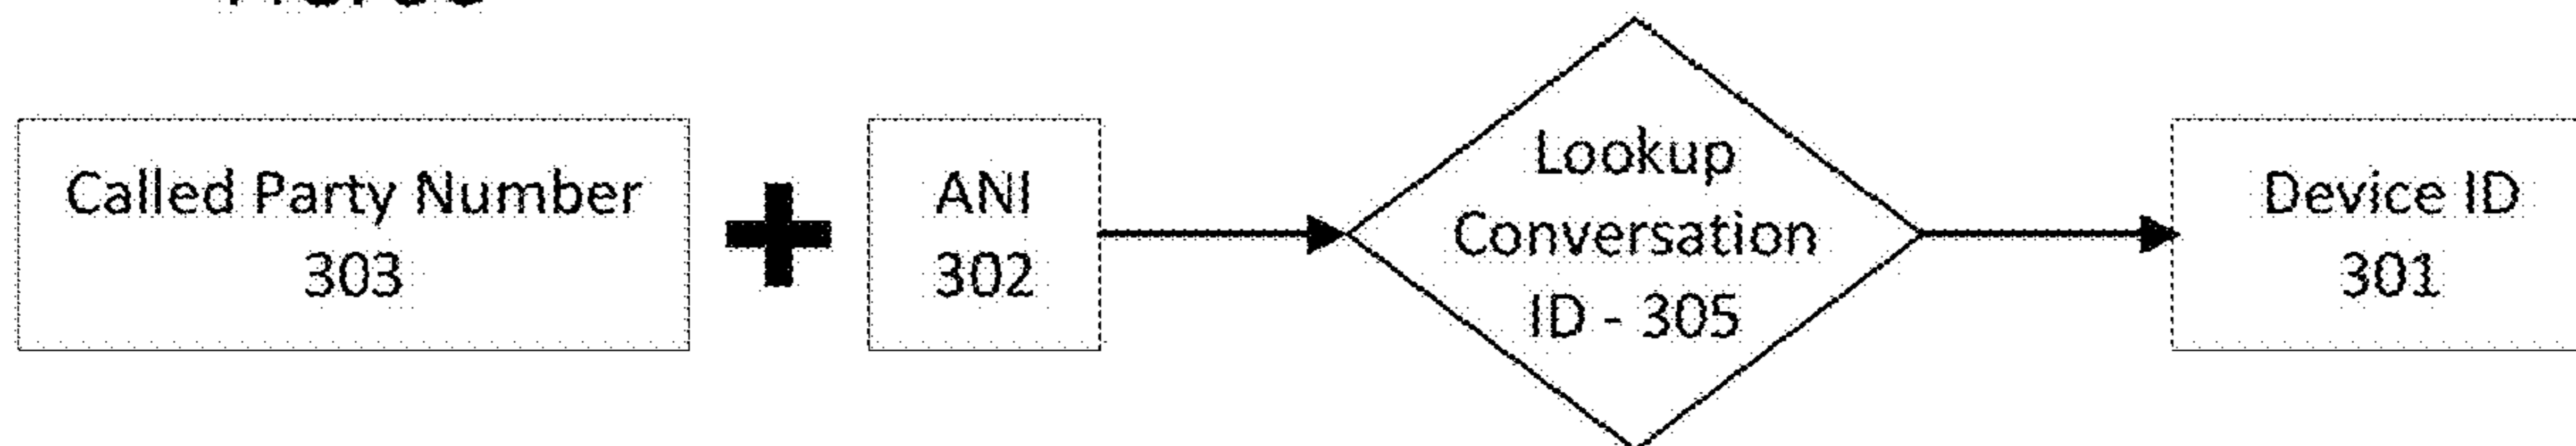 Called Party Number
303
ANI
302
Lookup
Conversation
ID - 305
Device ID
301